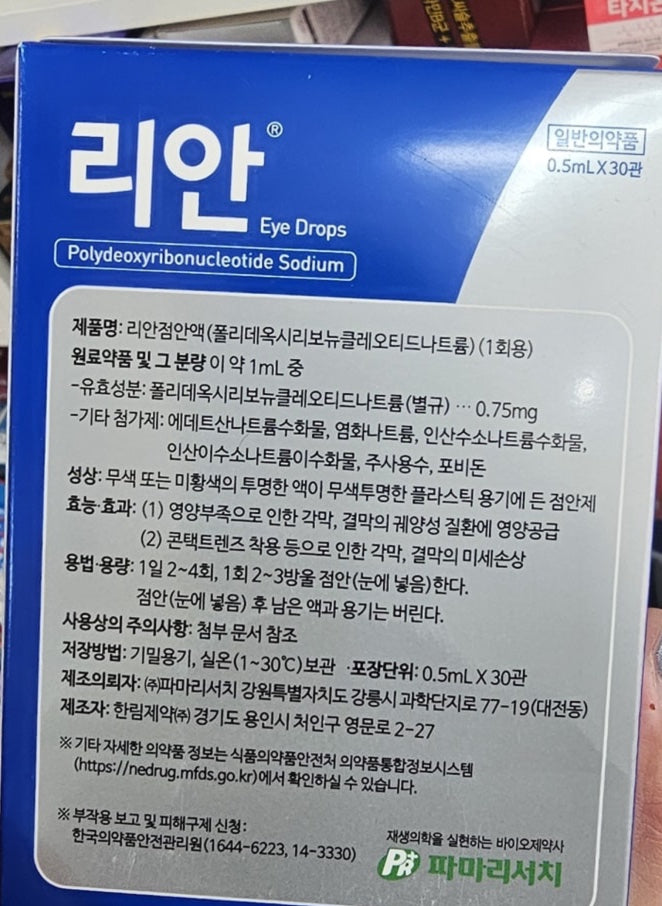 타지온
리안®
Eye Drops
일반의약품
0.5mL X 30관
Polydeoxyribonucleotide Sodium
제품명: 리안점안액(폴리데옥시리보뉴클레오티드나트륨) (1회용)
원료약품 및 그 분량 이 약 1mL 중
-유효성분: 폴리데옥시리보뉴클레오티드나트륨(별규) ··· 0.75mg
-기타 첨가제: 에데트산나트륨수화물, 염화나트륨, 인산수소나트륨수화물,
인산이수소나트륨이수화물, 주사용수, 포비돈
성상: 무색 또는 미황색의 투명한 액이 무색투명한 플라스틱 용기에 든 점안제
효능·효과: (1) 영양부족으로 인한 각막, 결막의 궤양성 질환에 영양공급
(2) 콘택트렌즈 착용 등으로 인한 각막, 결막의 미세손상
용법·용량: 1일 2~4회, 1회 2~3방울 점안(눈에 넣음)한다.
점안(눈에 넣음) 후 남은 액과 용기는 버린다.
사용상의 주의사항: 첨부 문서 참조
저장방법: 기밀용기, 실온(1~30℃)보관 ·포장단위: 0.5mL X 30관
제조의뢰자: ㈜파마리서치 강원특별자치도 강릉시 과학단지로 77-19(대전동)
제조자: 한림제약㈜ 경기도 용인시 처인구 영문로 2-27
※ 기타 자세한 의약품 정보는 식품의약품안전처 의약품통합정보시스템
(https://nedrug.mfds.go.kr)에서 확인하실 수 있습니다.
※ 부작용 보고 및 피해구제 신청:
한국의약품안전관리원(1644-6223, 14-3330)
재생의학을 실현하는 바이오제약사
PR 파마리서치